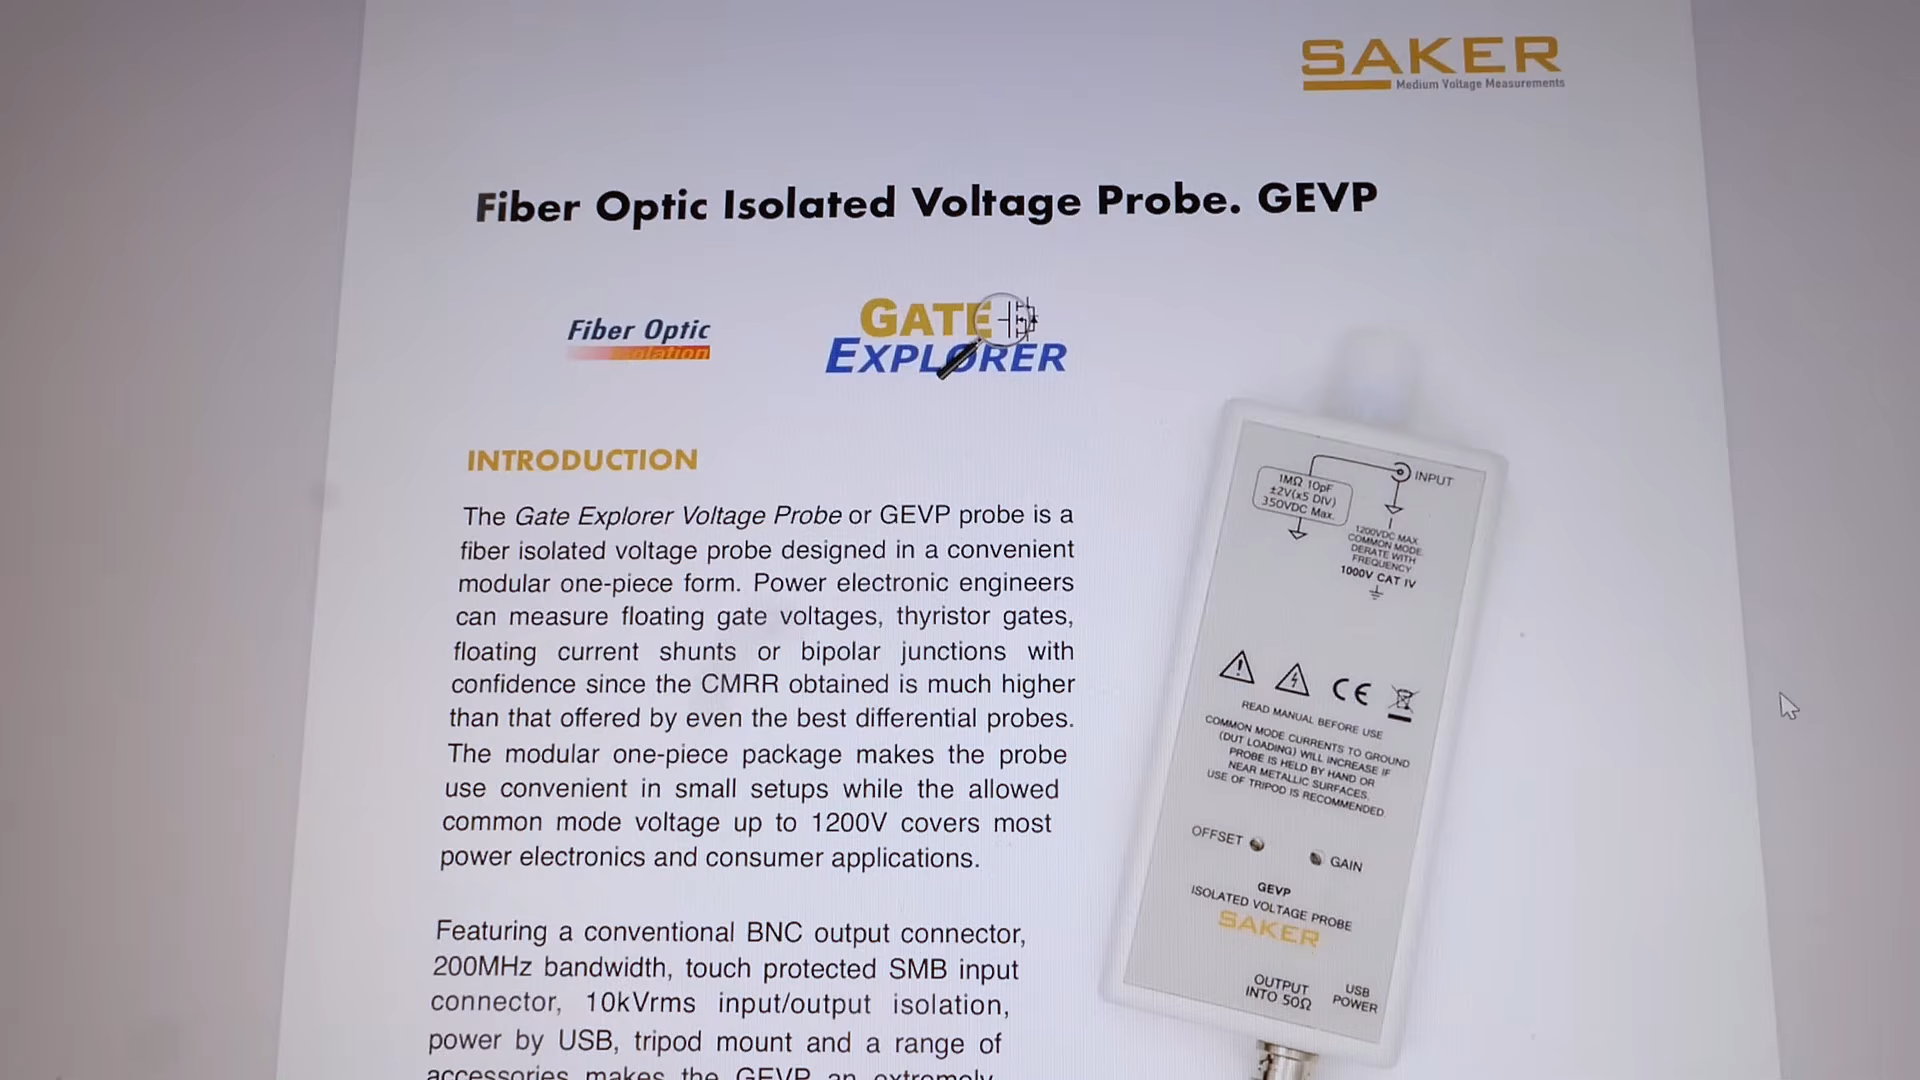 SAKER
Medium Voltage Measurements
Fiber Optic Isolated Voltage Probe. GEVP
Fiber Optic
GATE
EXPLORER
INTRODUCTION
The Gate Explorer Voltage Probe or GEVP probe is a
fiber isolated voltage probe designed in a convenient
modular one-piece form. Power electronic engineers
can measure floating gate voltages, thyristor gates,
floating current shunts or bipolar junctions with
confidence since the CMRR obtained is much higher
than that offered by even the best differential probes.
The modular one-piece package makes the probe
use convenient in small setups while the allowed
common mode voltage up to 1200V covers most
power electronics and consumer applications.
Featuring a conventional BNC output connector,
200MHz bandwidth, touch protected SMB input
connector, 10kVrms input/output isolation,
power by USB, tripod mount and a range of
accessories makes the GEVP an extremely
INPUT
1MΩ 10pF
±2V(x5 DIV)
350VDC Max.
1200VDC MAX
COMMON MODE.
DERATE WITH
FREQUENCY
1000V CAT IV
CE
READ MANUAL BEFORE USE
COMMON MODE CURRENTS TO GROUND
(DUT LOADING) WILL INCREASE IF
PROBE IS HELD BY HAND OR
NEAR METALLIC SURFACES.
USE OF TRIPOD IS RECOMMENDED.
OFFSET
GAIN
GEVP
ISOLATED VOLTAGE PROBE
SAKER
OUTPUT
INTO 50Ω
USB
POWER